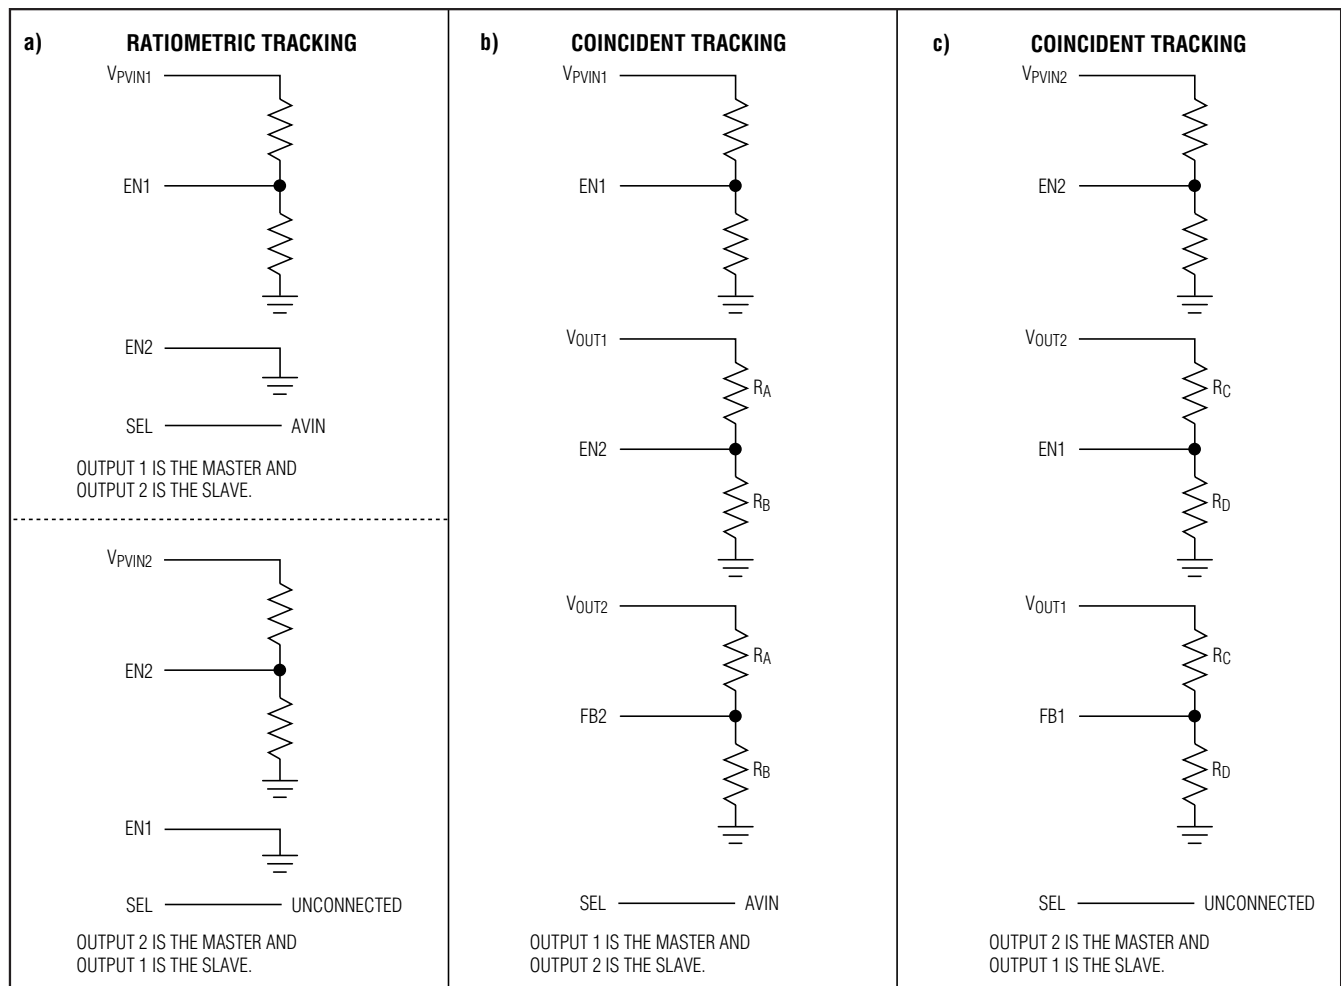 a) RATIOMETRIC TRACKING
VPVIN1
EN1
EN2
SEL AVIN
OUTPUT 1 IS THE MASTER AND
OUTPUT 2 IS THE SLAVE.
VPVIN2
EN2
EN1
SEL UNCONNECTED
OUTPUT 2 IS THE MASTER AND
OUTPUT 1 IS THE SLAVE.
b) COINCIDENT TRACKING
VPVIN1
EN1
VOUT1
RA
EN2
RB
VOUT2
RA
FB2
RB
SEL AVIN
OUTPUT 1 IS THE MASTER AND
OUTPUT 2 IS THE SLAVE.
c) COINCIDENT TRACKING
VPVIN2
EN2
VOUT2
RC
EN1
RD
VOUT1
RC
FB1
RD
SEL UNCONNECTED
OUTPUT 2 IS THE MASTER AND
OUTPUT 1 IS THE SLAVE.